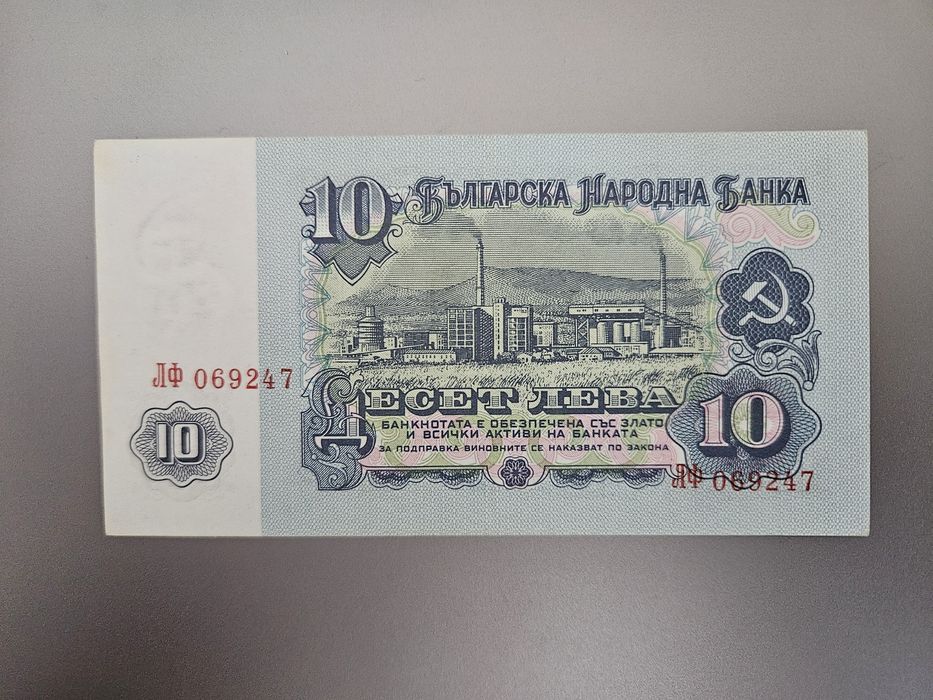 10 Българска Народна Банка
ЛФ 069247
Десет лева
10
10
БАНКНОТАТА Е ОБЕЗПЕЧЕНА СЪС ЗЛАТО
И ВСИЧКИ АКТИВИ НА БАНКАТА
ЗА ПОДПРАВКА ВИНОВНИТЕ СЕ НАКАЗВАТ ПО ЗАКОНА
ЛФ 069247